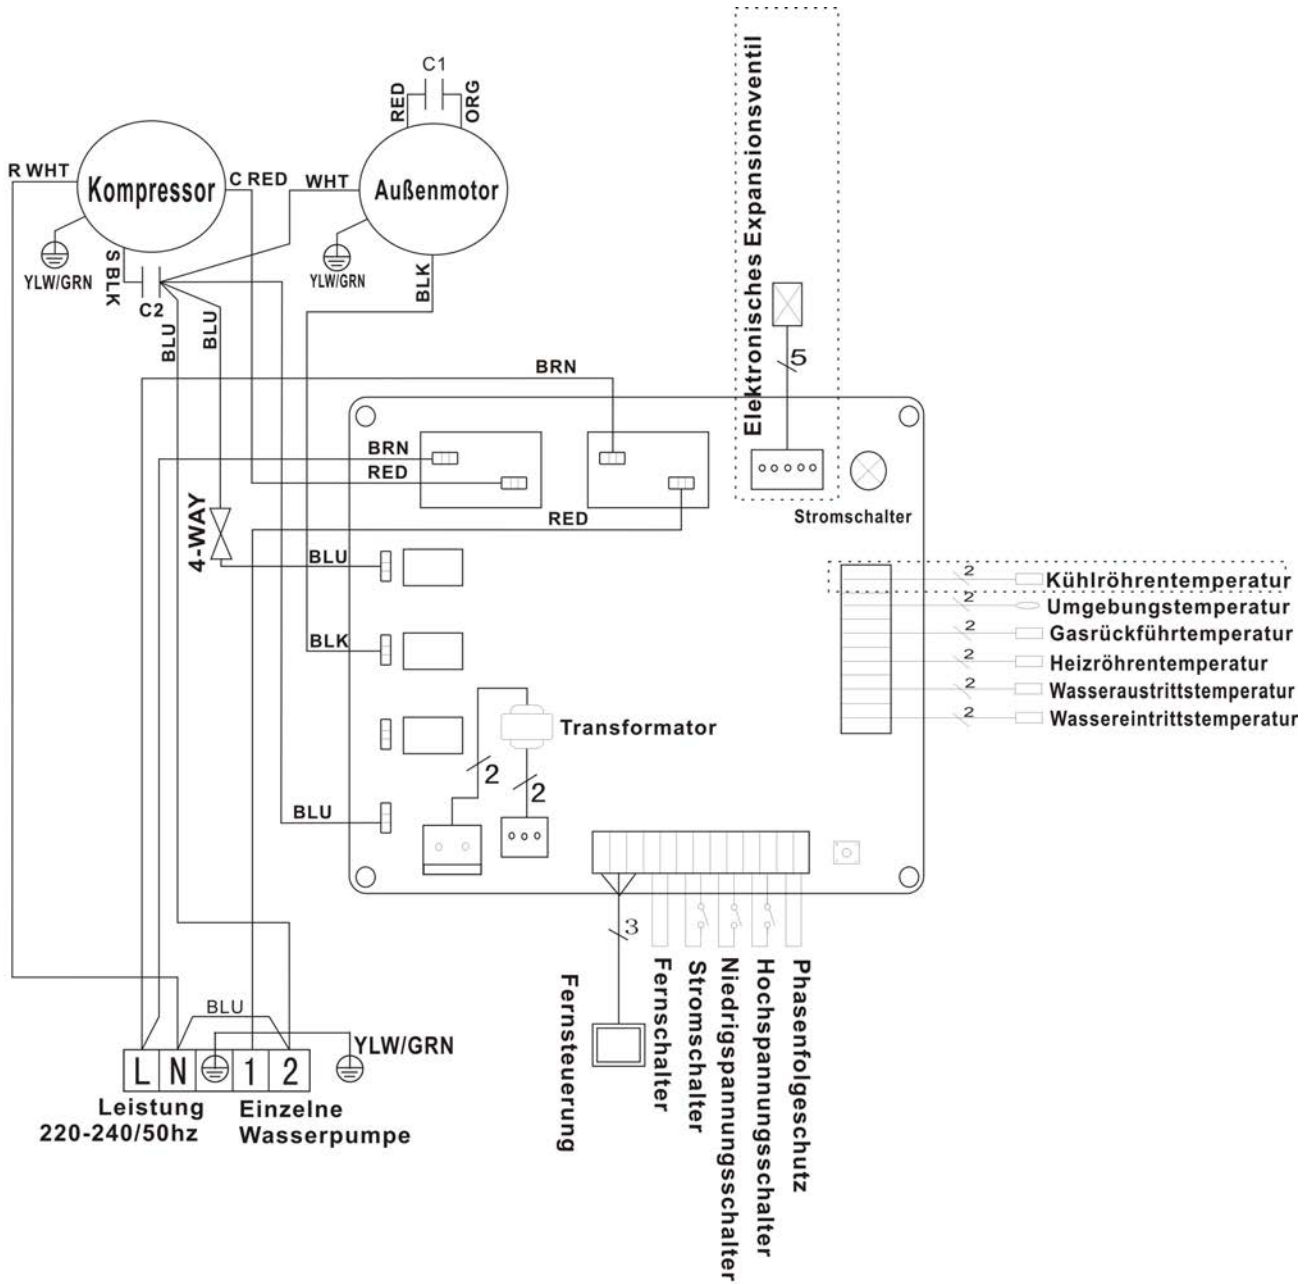 C1
RED
ORG
Elektronisches Expansionsventil
R WHT
Kompressor
C RED
WHT
Außenmotor
YLW/GRN
S BLK
C2
YLW/GRN
BLK
BLU
BLU
5
BRN
BRN
RED
Stromschalter
4-WAY
RED
BLU
2
Kühlröhrentemperatur
2
Umgebungstemperatur
2
Gasrückführtemperatur
BLK
2
Heizröhrentemperatur
2
Wasseraustrittstemperatur
2
Wassereintrittstemperatur
Transformator
2
2
BLU
3
Fernsteuerung
Fernschalter
Stromschalter
Niedrigspannungsschalter
Hochspannungsschalter
Phasenfolgeschutz
BLU
YLW/GRN
L N 1 2
Leistung
220-240/50hz
Einzelne
Wasserpumpe